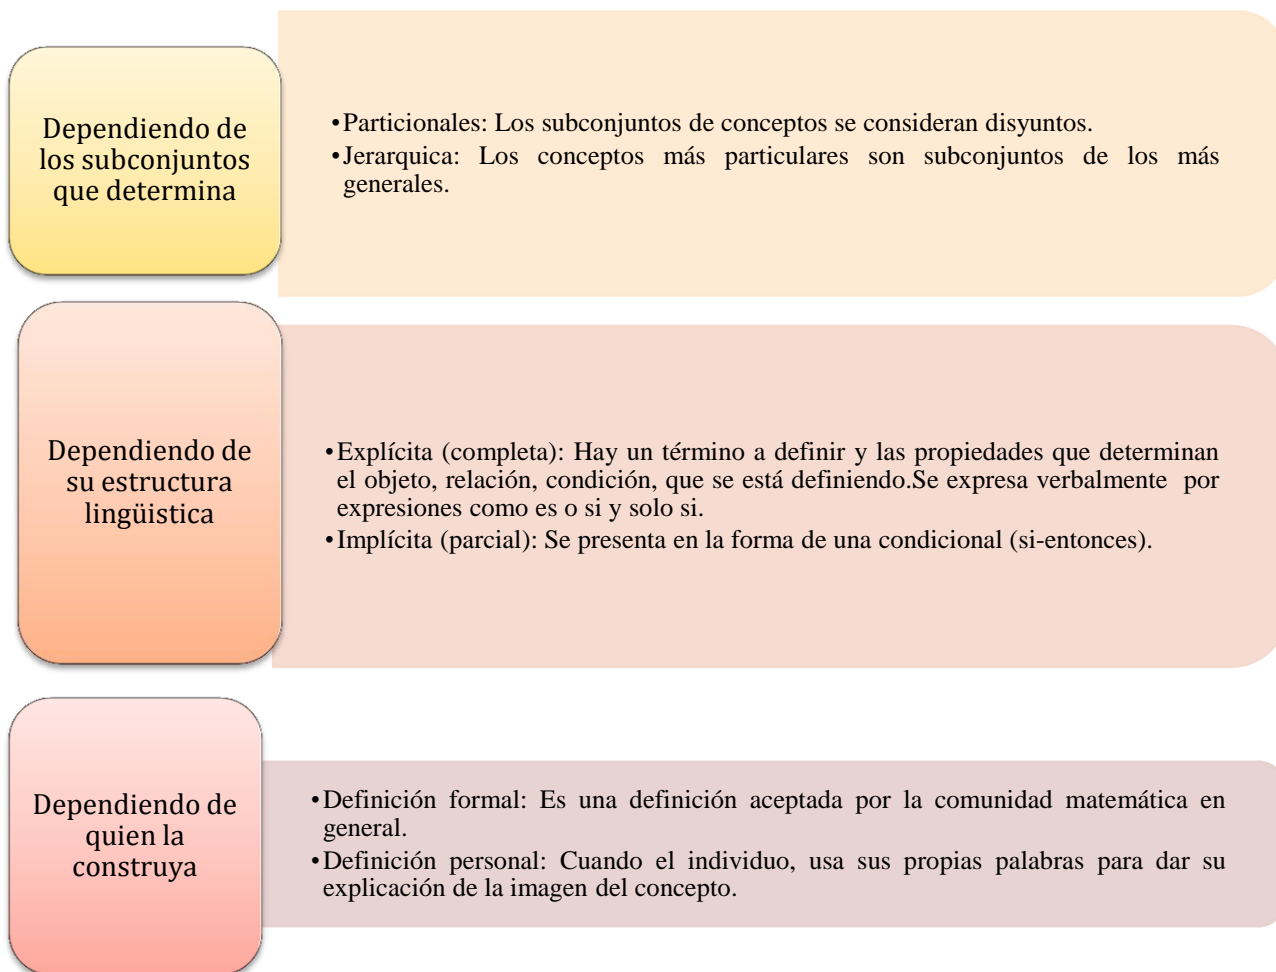 Dependiendo de
los subconjuntos
que determina
•Particionales: Los subconjuntos de conceptos se consideran disyuntos.
•Jerarquica: Los conceptos más particulares son subconjuntos de los más
generales.
Dependiendo de
su estructura
lingüistica
•Explícita (completa): Hay un término a definir y las propiedades que determinan
el objeto, relación, condición, que se está definiendo.Se expresa verbalmente por
expresiones como es o si y solo si.
•Implícita (parcial): Se presenta en la forma de una condicional (si-entonces).
Dependiendo de
quien la
construya
•Definición formal: Es una definición aceptada por la comunidad matemática en
general.
•Definición personal: Cuando el individuo, usa sus propias palabras para dar su
explicación de la imagen del concepto.